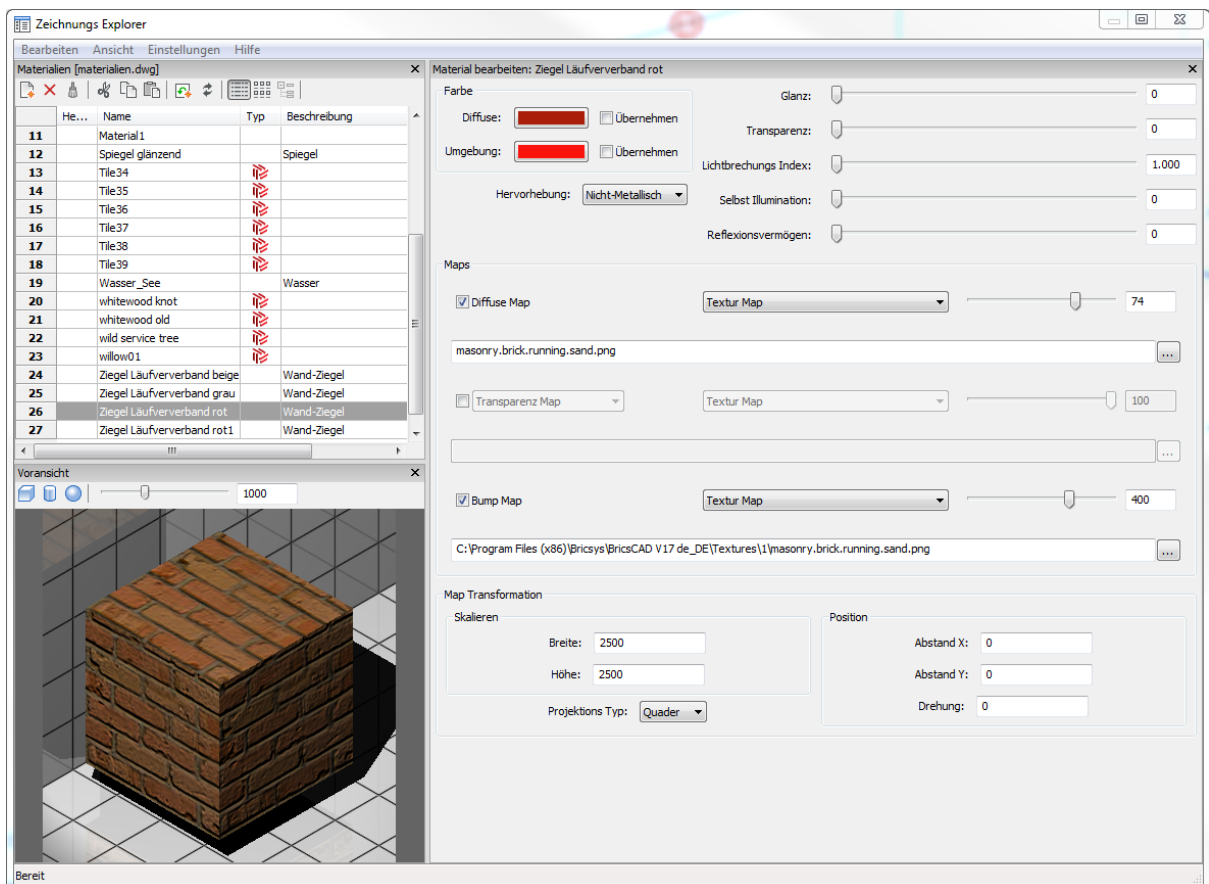 Zeichnungs Explorer
Bearbeiten Ansicht Einstellungen Hilfe
Materialien [materialien.dwg]
He... Name Typ Beschreibung
11 Material1
12 Spiegel glänzend Spiegel
13 Tile34
14 Tile35
15 Tile36
16 Tile37
17 Tile38
18 Tile39
19 Wasser_See Wasser
20 whitewood knot
21 whitewood old
22 wild service tree
23 willow01
24 Ziegel Läufververband beige Wand-Ziegel
25 Ziegel Läufververband grau Wand-Ziegel
26 Ziegel Läufververband rot Wand-Ziegel
27 Ziegel Läufververband rot1 Wand-Ziegel
Voransicht
1000
Material bearbeiten: Ziegel Läufververband rot
Farbe
Diffuse: Übernehmen
Umgebung: Übernehmen
Hervorhebung: Nicht-Metallisch
Glanz: 0
Transparenz: 0
Lichtbrechungs Index: 1.000
Selbst Illumination: 0
Reflexionsvermögen: 0
Maps
Diffuse Map Textur Map 74
masonry.brick.running.sand.png ...
Transparenz Map Textur Map 100
...
Bump Map Textur Map 400
C:\Program Files (x86)\Bricsys\BricsCAD V17 de_DE\Textures\1\masonry.brick.running.sand.png ...
Map Transformation
Skalieren
Breite: 2500
Höhe: 2500
Projektions Typ: Quader
Position
Abstand X: 0
Abstand Y: 0
Drehung: 0
Bereit